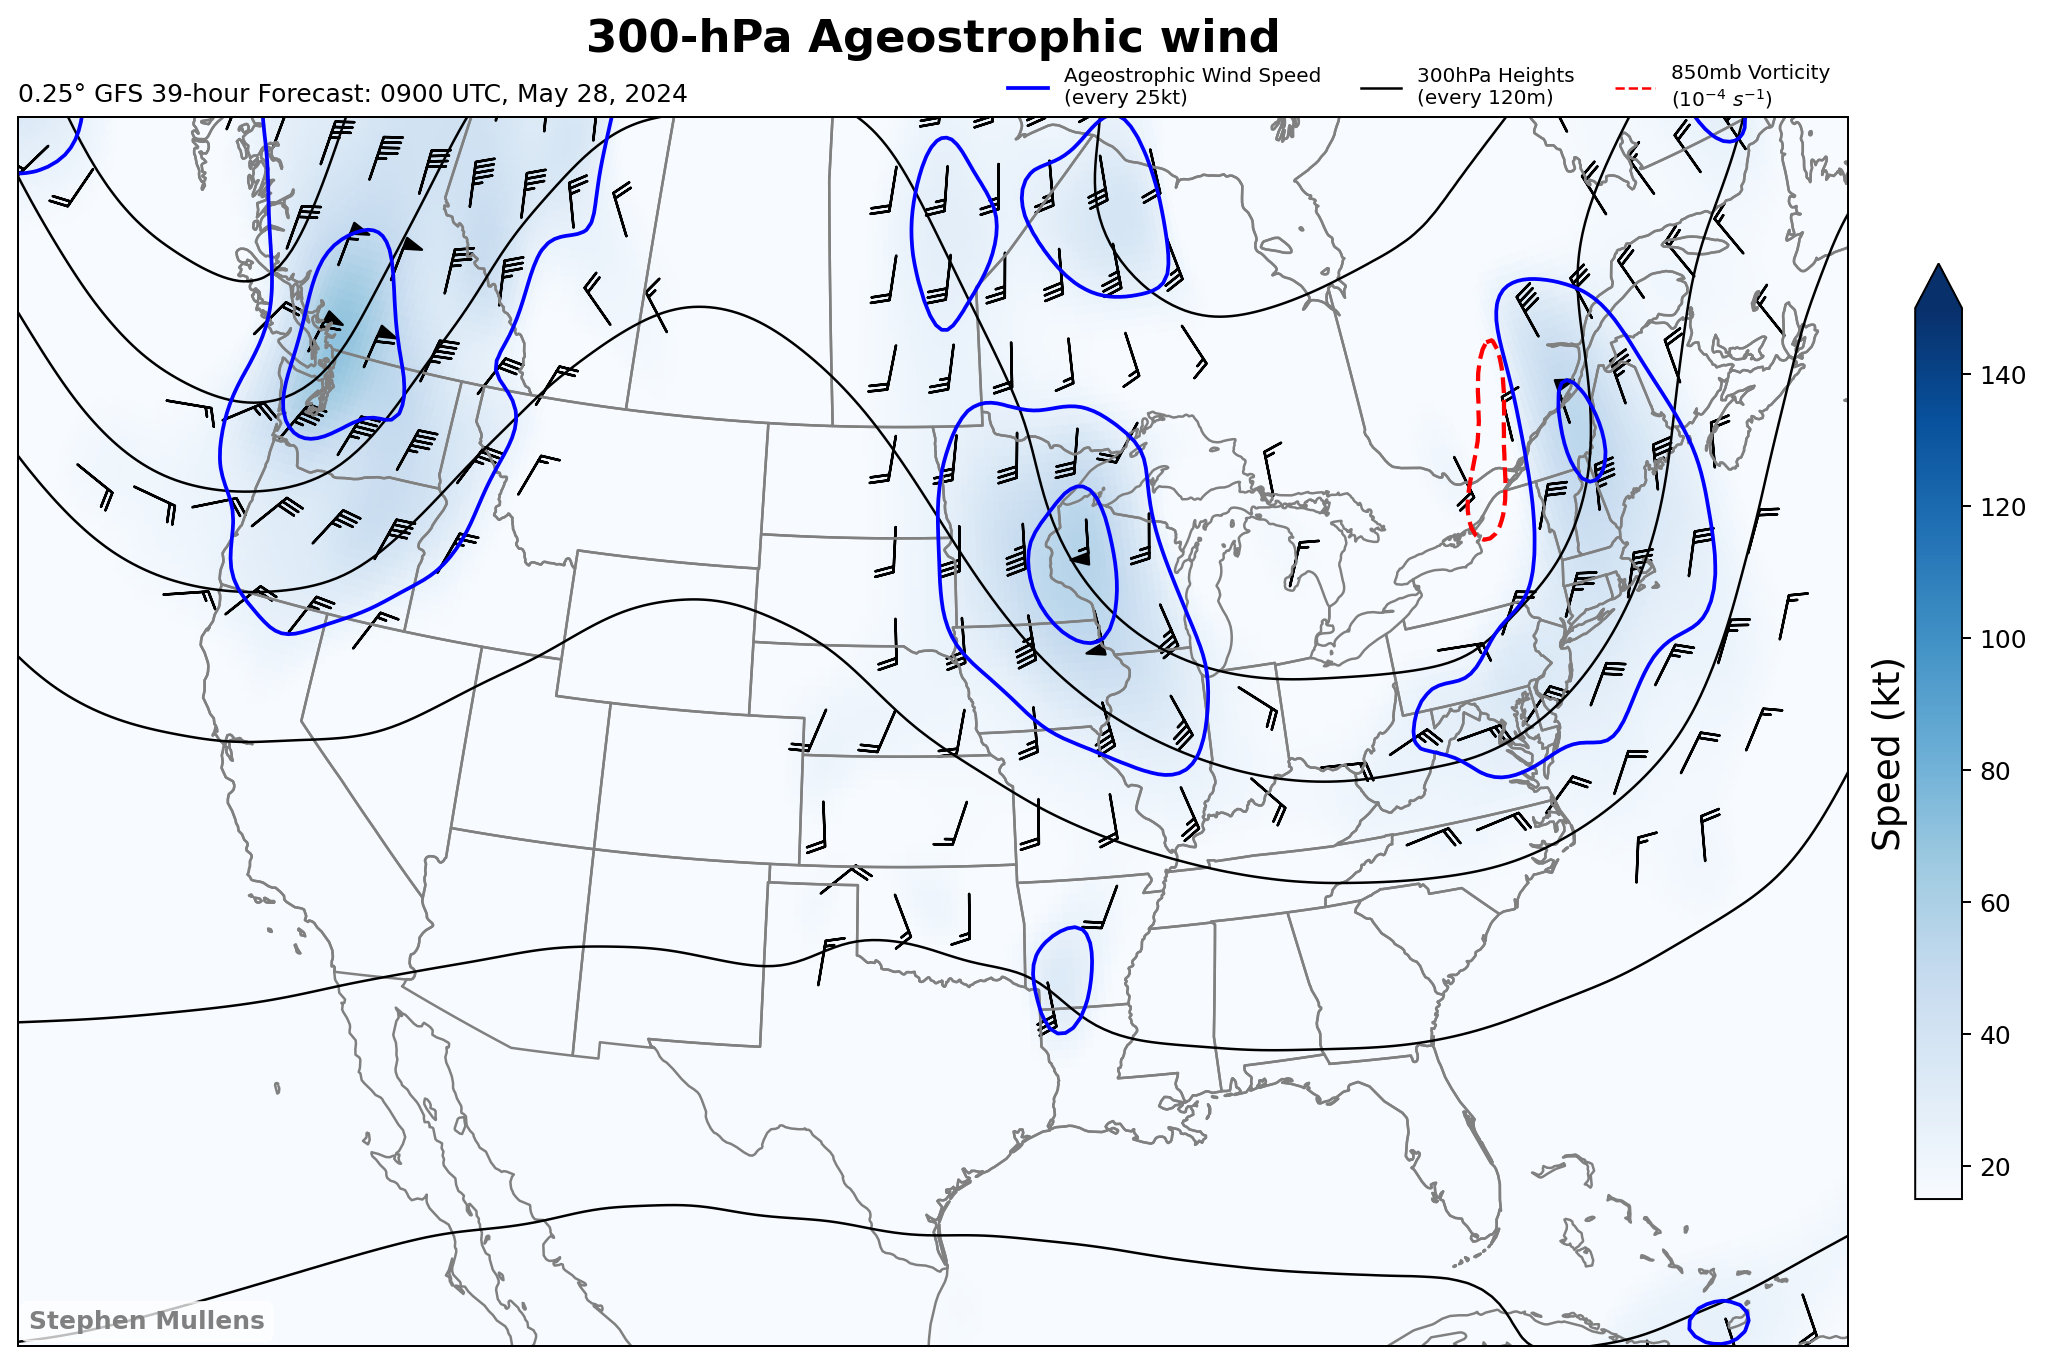 300-hPa Ageostrophic wind
0.25° GFS 39-hour Forecast: 0900 UTC, May 28, 2024
Ageostrophic Wind Speed
(every 25kt)
300hPa Heights
(every 120m)
850mb Vorticity
(10⁻⁴ s⁻¹)
140
120
100
80
60
40
20
Speed (kt)
Stephen Mullens